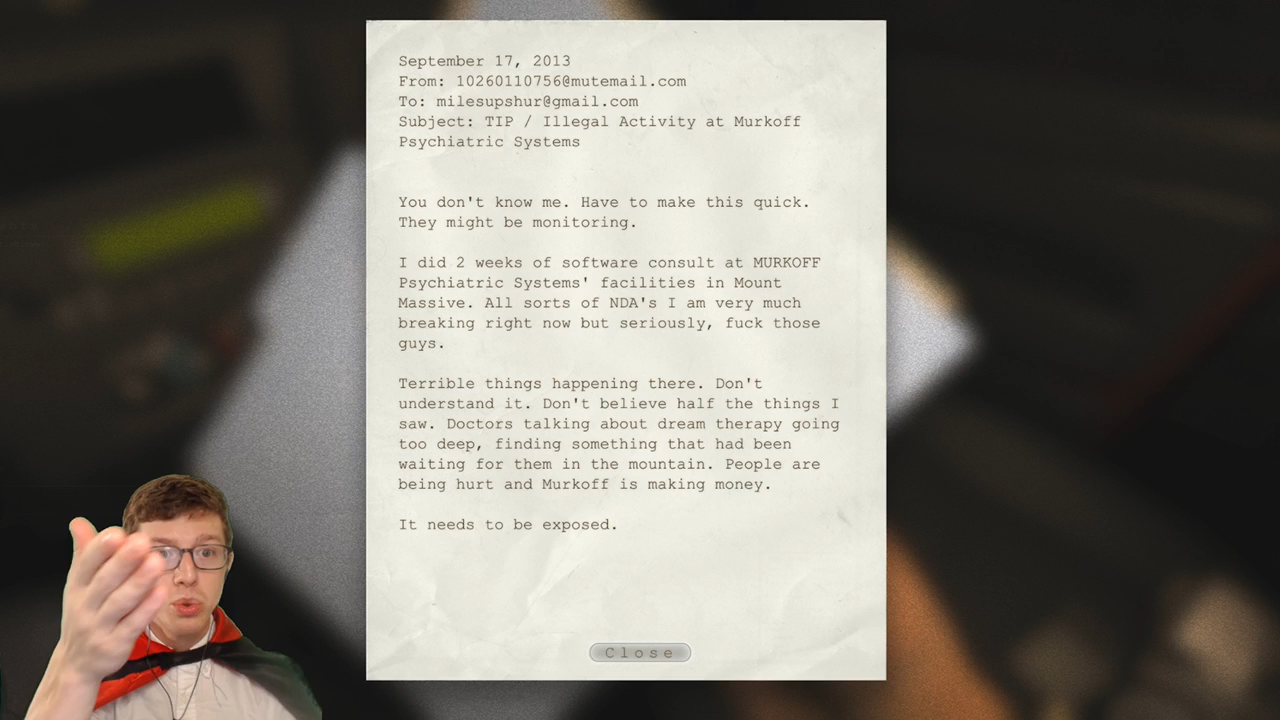 September 17, 2013
From: 10260110756@mutemail.com
To: milesupshur@gmail.com
Subject: TIP / Illegal Activity at Murkoff
Psychiatric Systems
You don't know me. Have to make this quick.
They might be monitoring.
I did 2 weeks of software consult at MURKOFF
Psychiatric Systems' facilities in Mount
Massive. All sorts of NDA's I am very much
breaking right now but seriously, fuck those
guys.
Terrible things happening there. Don't
understand it. Don't believe half the things I
saw. Doctors talking about dream therapy going
too deep, finding something that had been
waiting for them in the mountain. People are
being hurt and Murkoff is making money.
It needs to be exposed.
Close